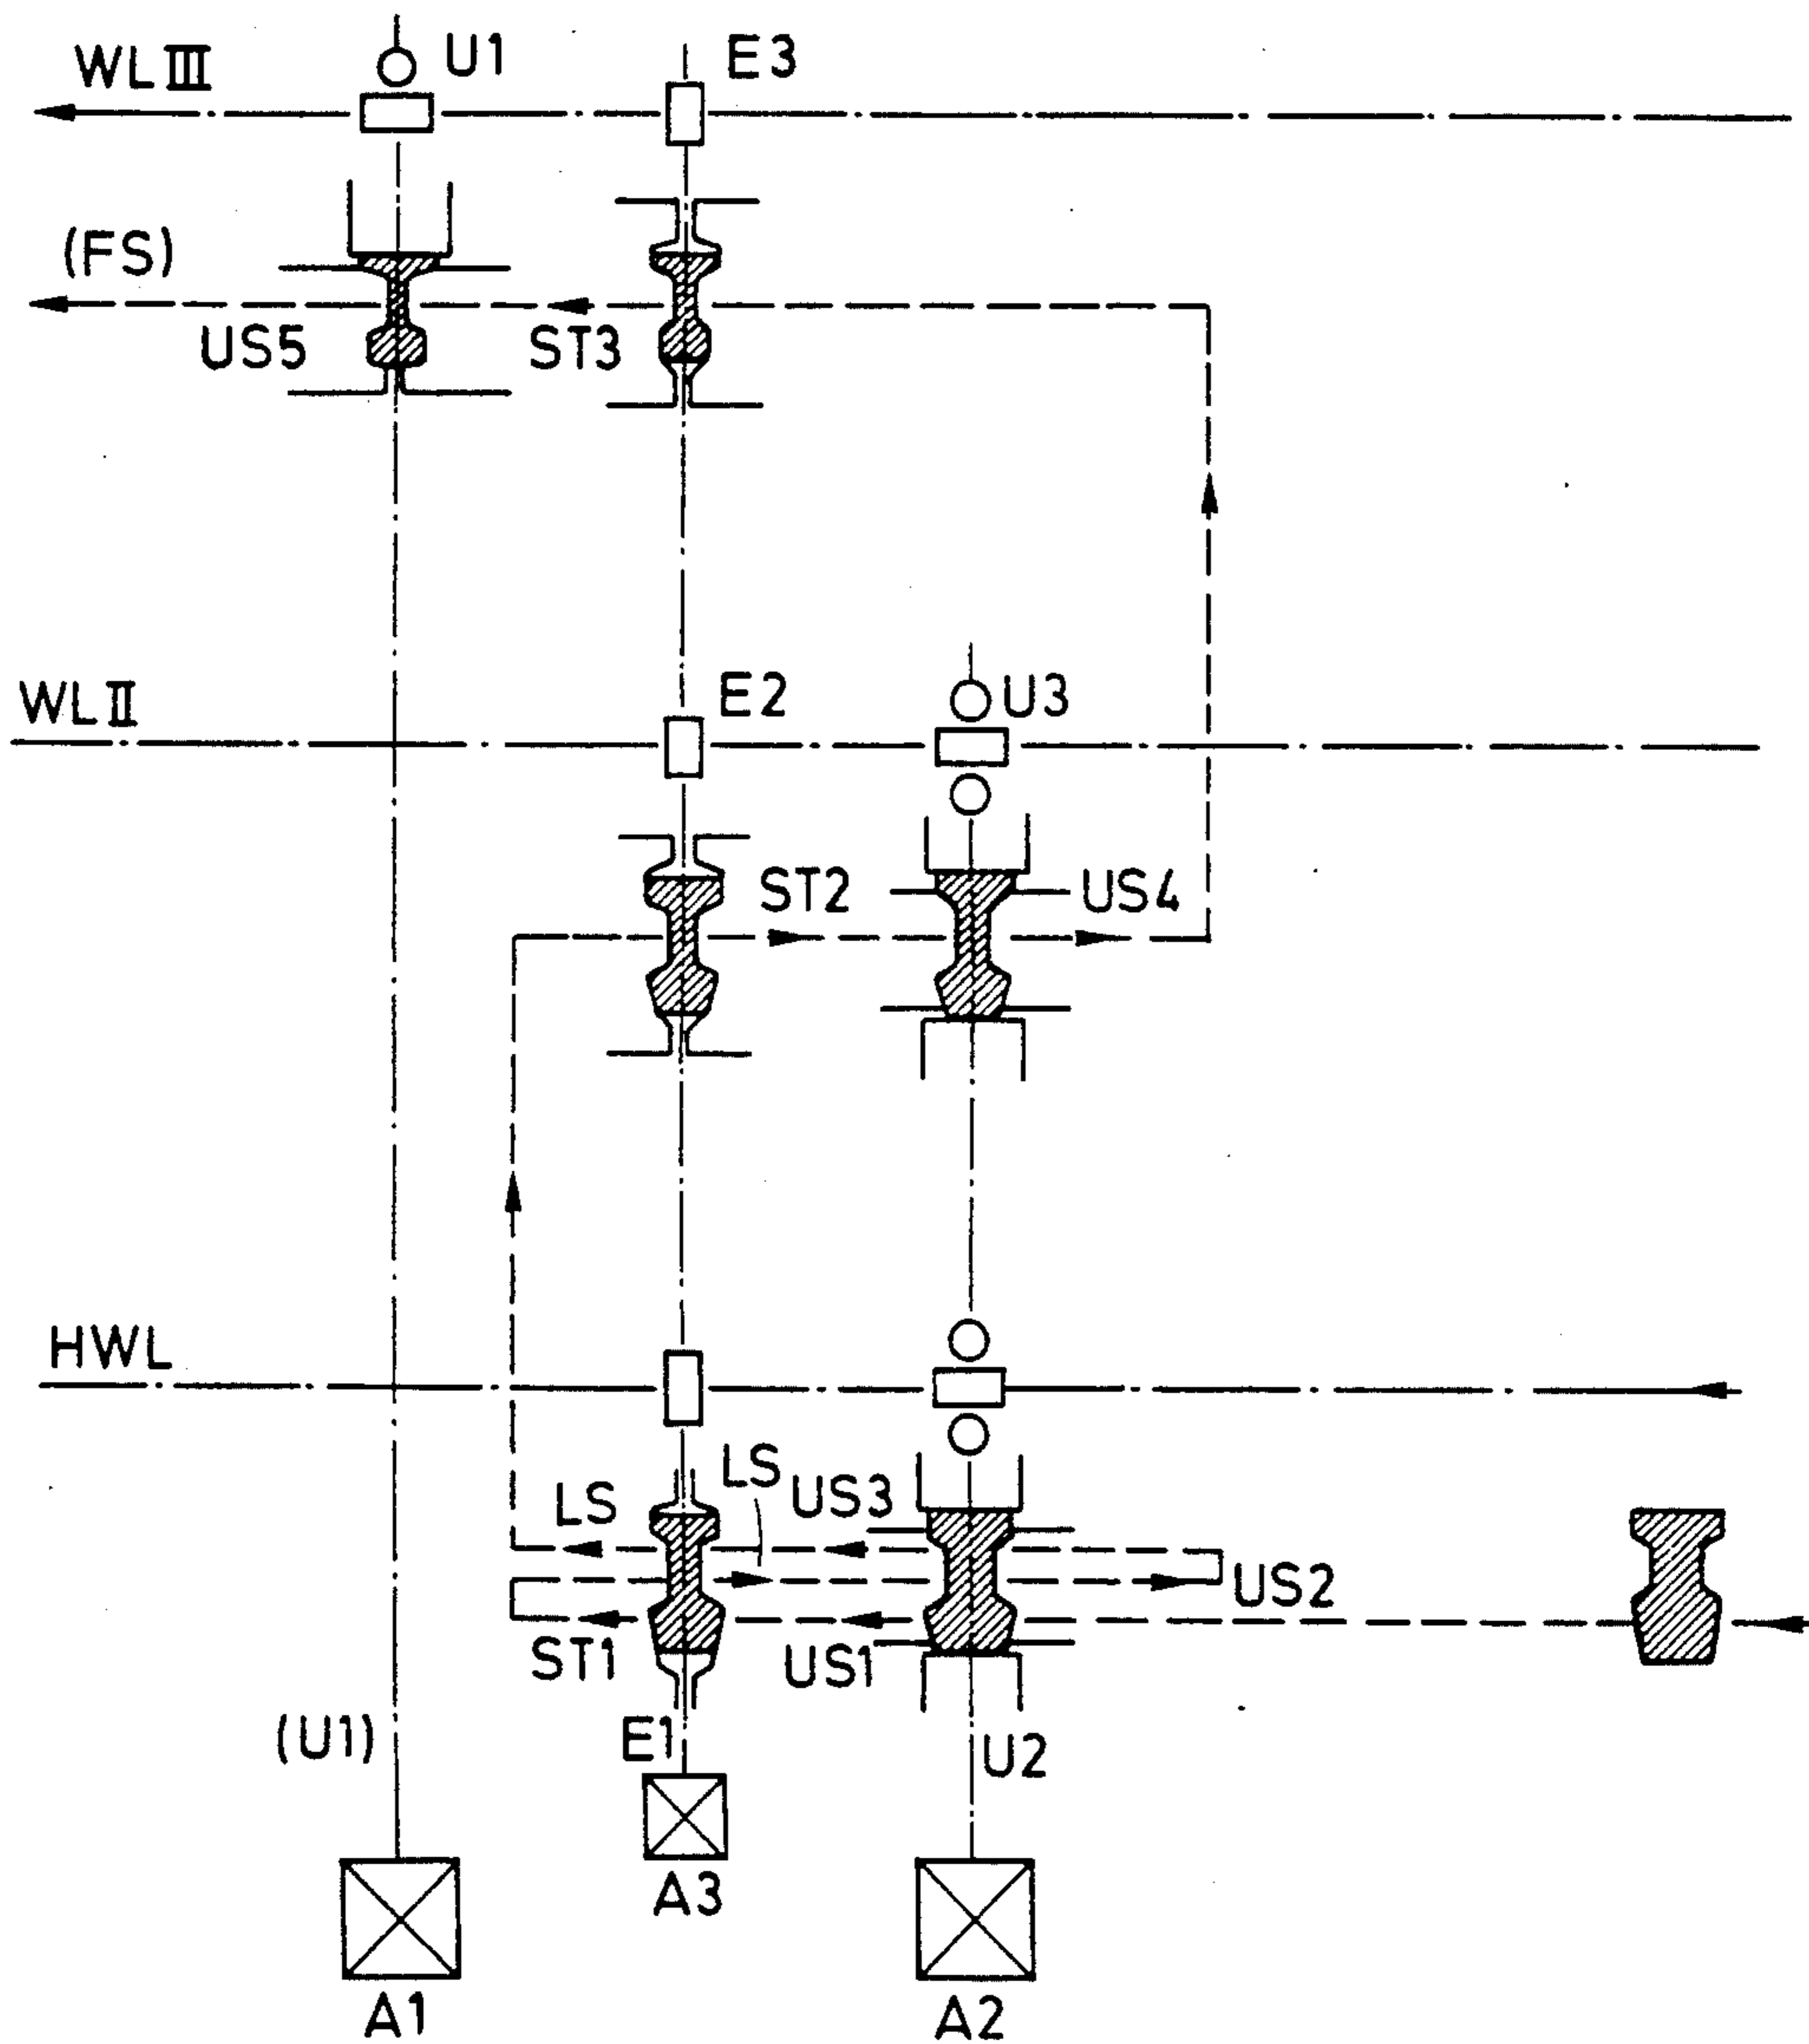 WL III
U1
E3
(FS)
US5
ST3
WL II
E2
U3
ST2
US4
HWL
LS
LS
US3
US2
ST1
US1
(U1)
E1
U2
A3
A1
A2